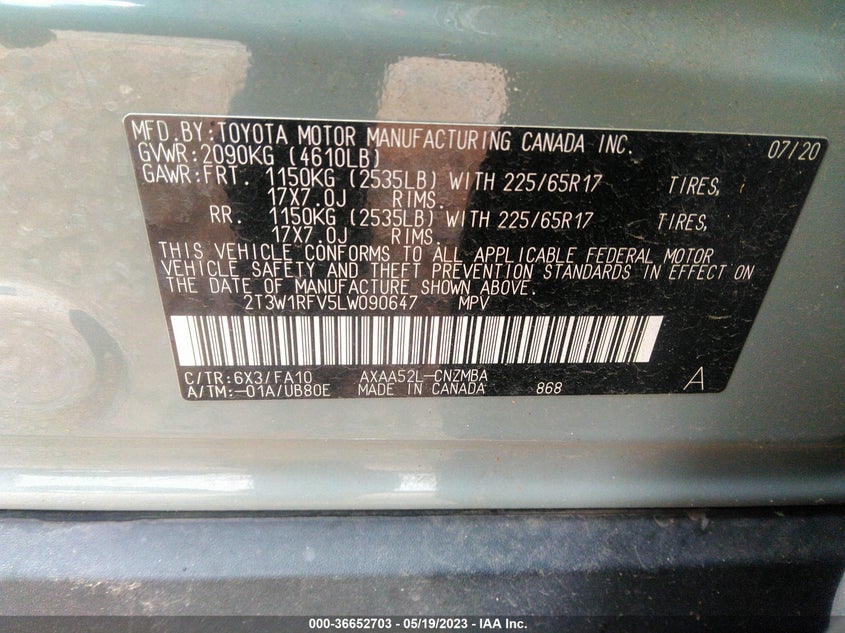 MFD.BY:TOYOTA MOTOR MANUFACTURING CANADA INC. 07/20
GVWR:2090KG (4610LB)
GAWR:FRT. 1150KG (2535LB) WITH 225/65R17 TIRES,
17X7.0J RIMS.
RR. 1150KG (2535LB) WITH 225/65R17 TIRES,
17X7.0J RIMS.
THIS VEHICLE CONFORMS TO ALL APPLICABLE FEDERAL MOTOR
VEHICLE SAFETY AND THEFT PREVENTION STANDARDS IN EFFECT ON
THE DATE OF MANUFACTURE SHOWN ABOVE.
2T3W1RFV5LW090647 MPV
C/TR:6X3/FA10 AXAA52L-CNZMBA
A/TM:-01A/UB80E MADE IN CANADA 868 A
000-36652703 - 05/19/2023 - IAA Inc.